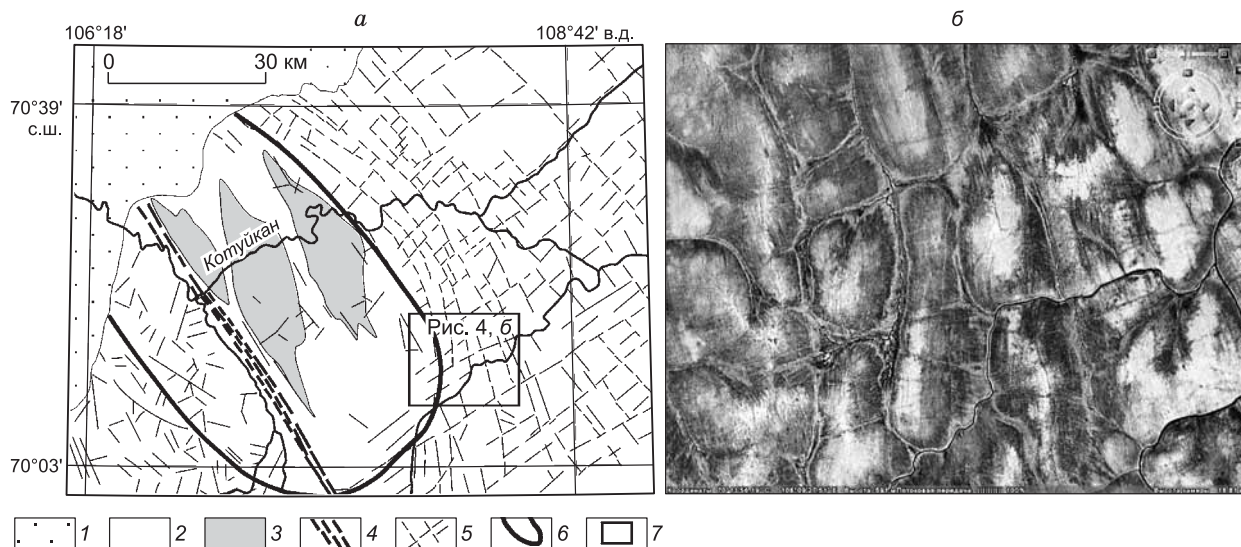 а
б
106°18'
108°42' в.д.
0
30 км
70°39'
с.ш.
Котуйкан
Рис. 4, б
70°03'
1 2 3 4 5 6 7